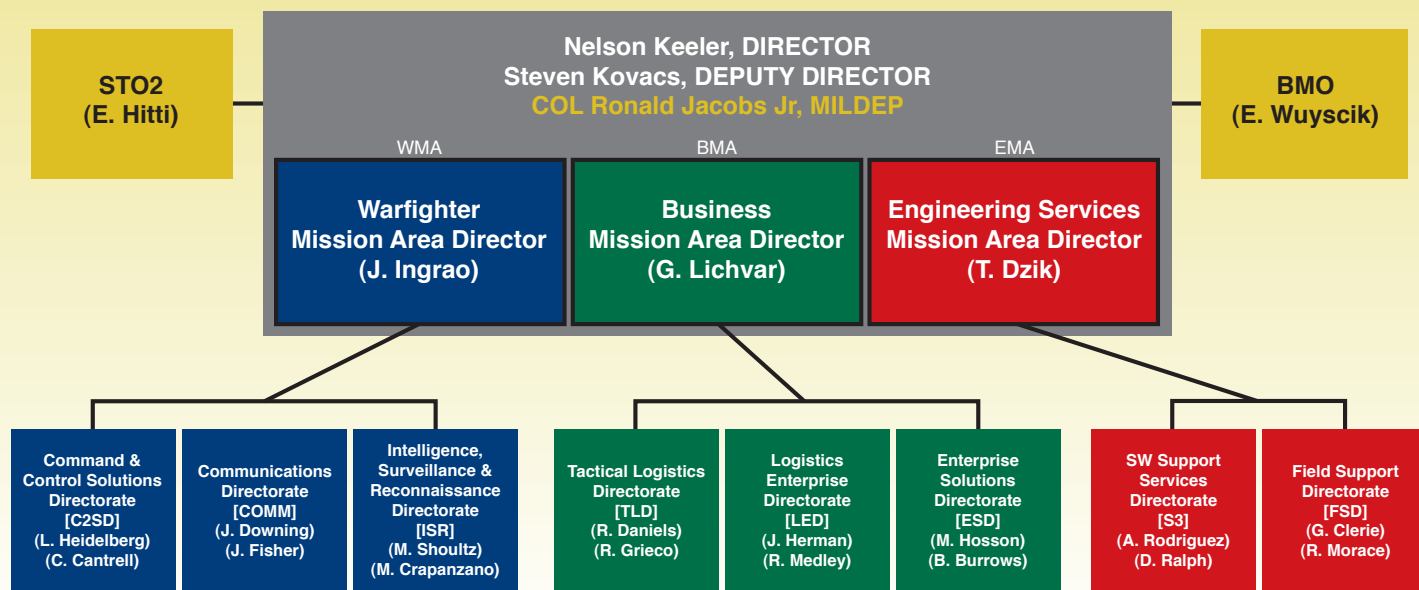 STO2
(E. Hitti)
Nelson Keeler, DIRECTOR
Steven Kovacs, DEPUTY DIRECTOR
COL Ronald Jacobs Jr, MILDEP
BMO
(E. Wuyscik)
WMA
Warfighter
Mission Area Director
(J. Ingrao)
BMA
Business
Mission Area Director
(G. Lichvar)
EMA
Engineering Services
Mission Area Director
(T. Dzik)
Command &
Control Solutions
Directorate
[C2SD]
(L. Heidelberg)
(C. Cantrell)
Communications
Directorate
[COMM]
(J. Downing)
(J. Fisher)
Intelligence,
Surveillance &
Reconnaissance
Directorate
[ISR]
(M. Shoultz)
(M. Crapanzano)
Tactical Logistics
Directorate
[TLD]
(R. Daniels)
(R. Grieco)
Logistics
Enterprise
Directorate
[LED]
(J. Herman)
(R. Medley)
Enterprise
Solutions
Directorate
[ESD]
(M. Hosson)
(B. Burrows)
SW Support
Services
Directorate
[S3]
(A. Rodriguez)
(D. Ralph)
Field Support
Directorate
[FSD]
(G. Clerie)
(R. Morace)